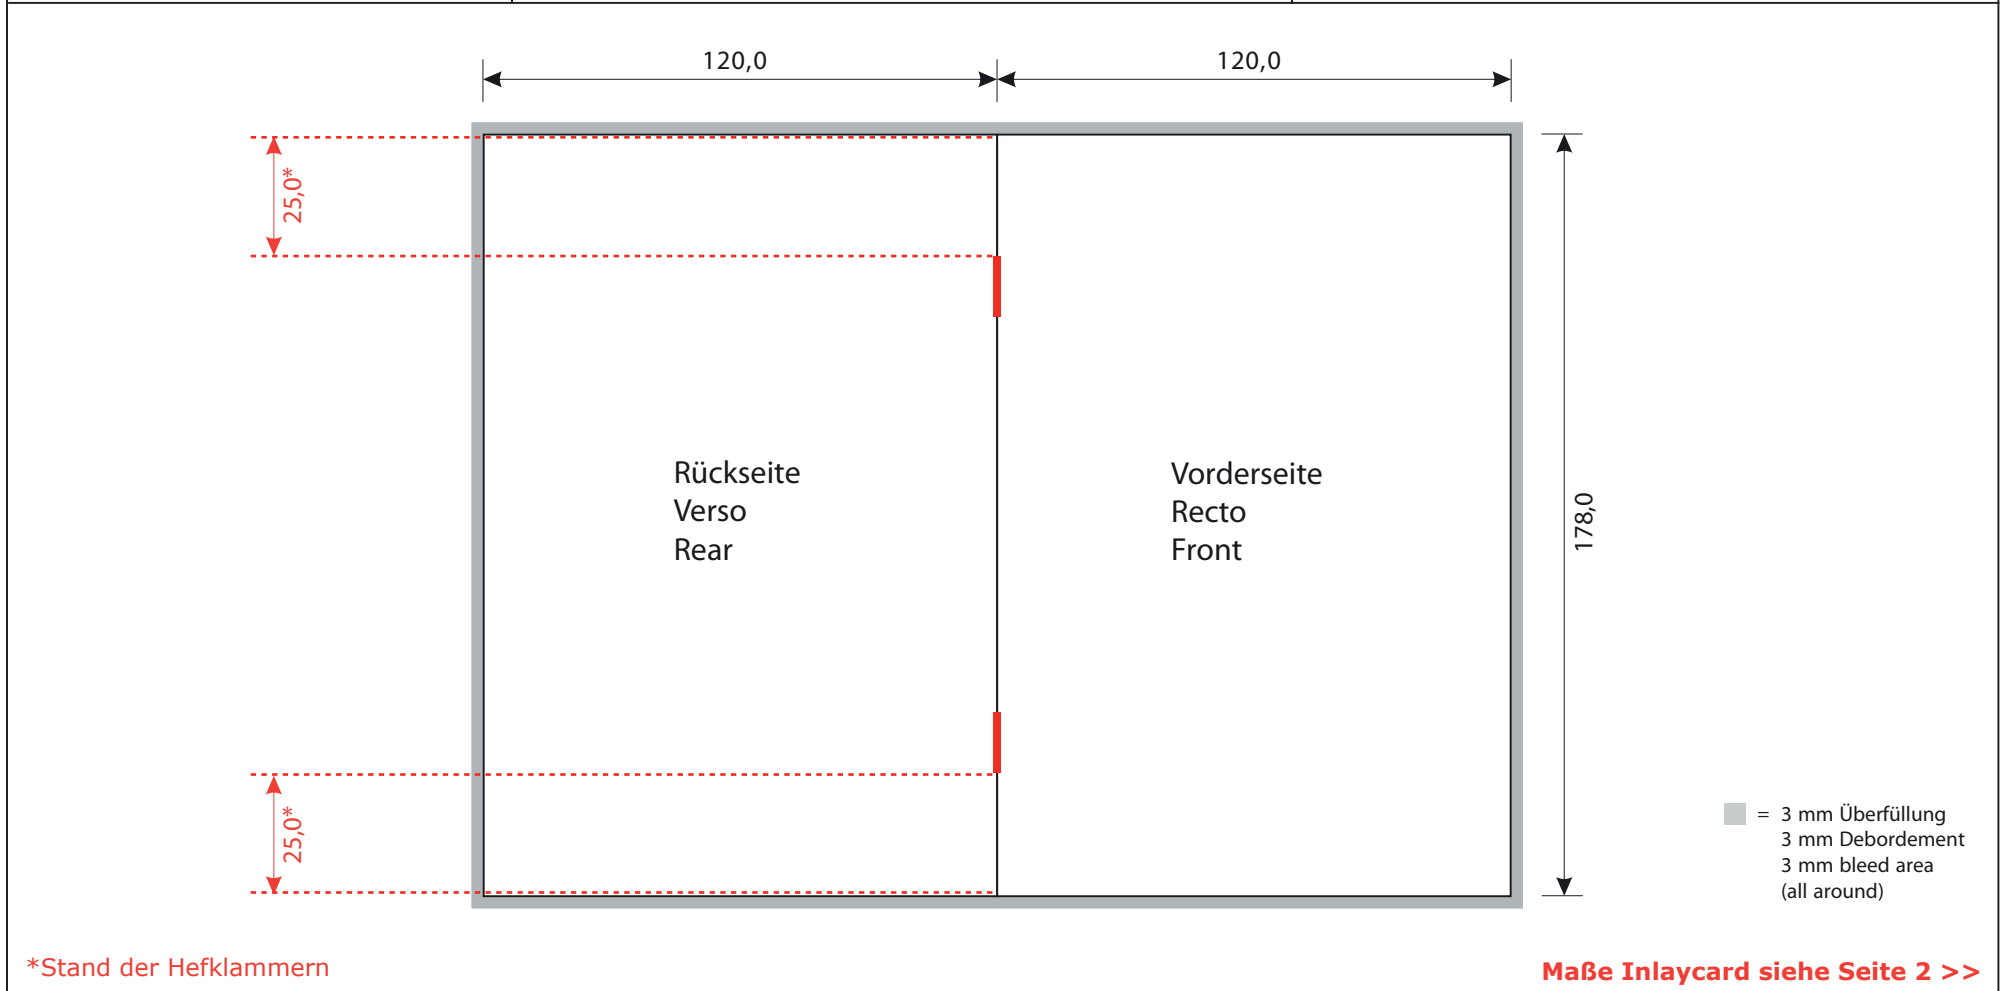 120,0
120,0
25,0*
Rückseite
Verso
Rear
Vorderseite
Recto
Front
178,0
25,0*
= 3 mm Überfüllung
3 mm Debordement
3 mm bleed area
(all around)
*Stand der Hefklammern
Maße Inlaycard siehe Seite 2 >>